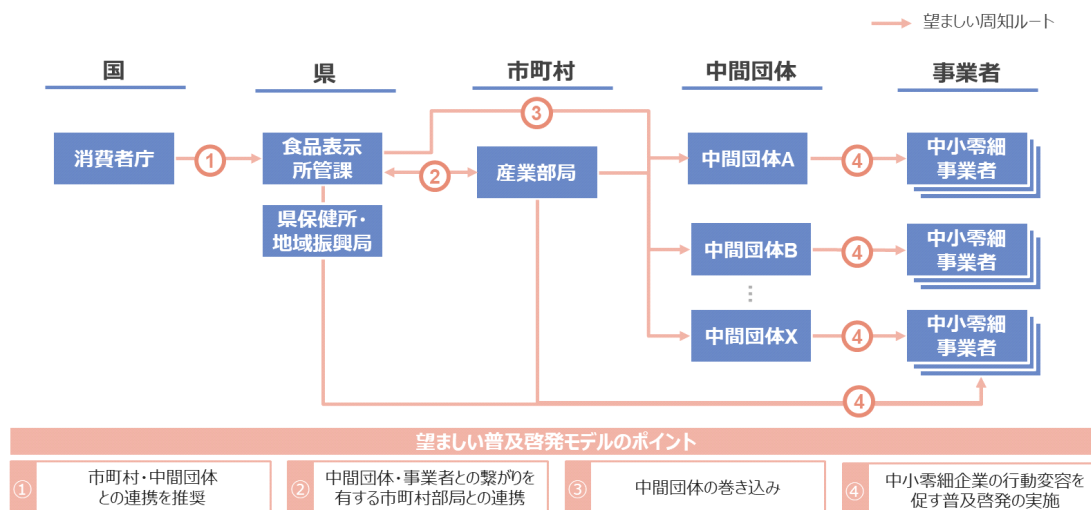 望ましい周知ルート
国
県
市町村
中間団体
事業者
消費者庁
①
食品表示
所管課
県保健所・
地域振興局
②
③
産業部局
中間団体A
④
中小零細
事業者
中間団体B
④
中小零細
事業者
⋮
中間団体X
④
中小零細
事業者
④
望ましい普及啓発モデルのポイント
①
市町村・中間団体
との連携を推奨
②
中間団体・事業者との繋がりを
有する市町村部局との連携
③
中間団体の巻き込み
④
中小零細企業の行動変容を
促す普及啓発の実施